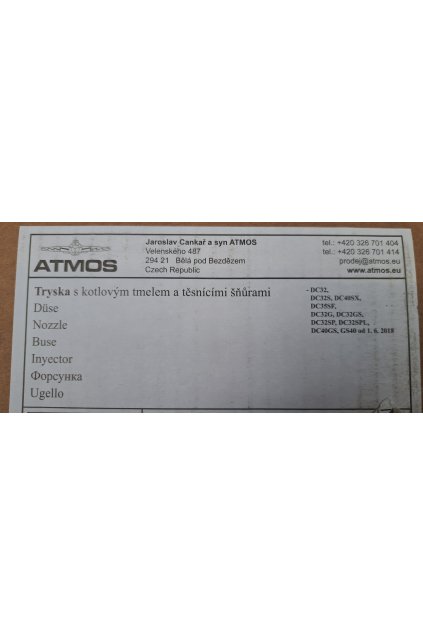 ATMOS
Jaroslav Cankař a syn ATMOS
Velenského 487
294 21 Bělá pod Bezdězem
Czech Republic
tel.: +420 326 701 404
tel.: +420 326 701 414
prodej@atmos.eu
www.atmos.eu
Tryska s kotlovým tmelem a těsnícími šňůrami
Düse
Nozzle
Buse
Inyector
Форсунка
Ugello
- DC32,
DC32S, DC40SX,
DC35SF,
DC32G, DC32GS,
DC32SP, DC32SPL,
DC40GS, GS40 od 1. 6. 2018